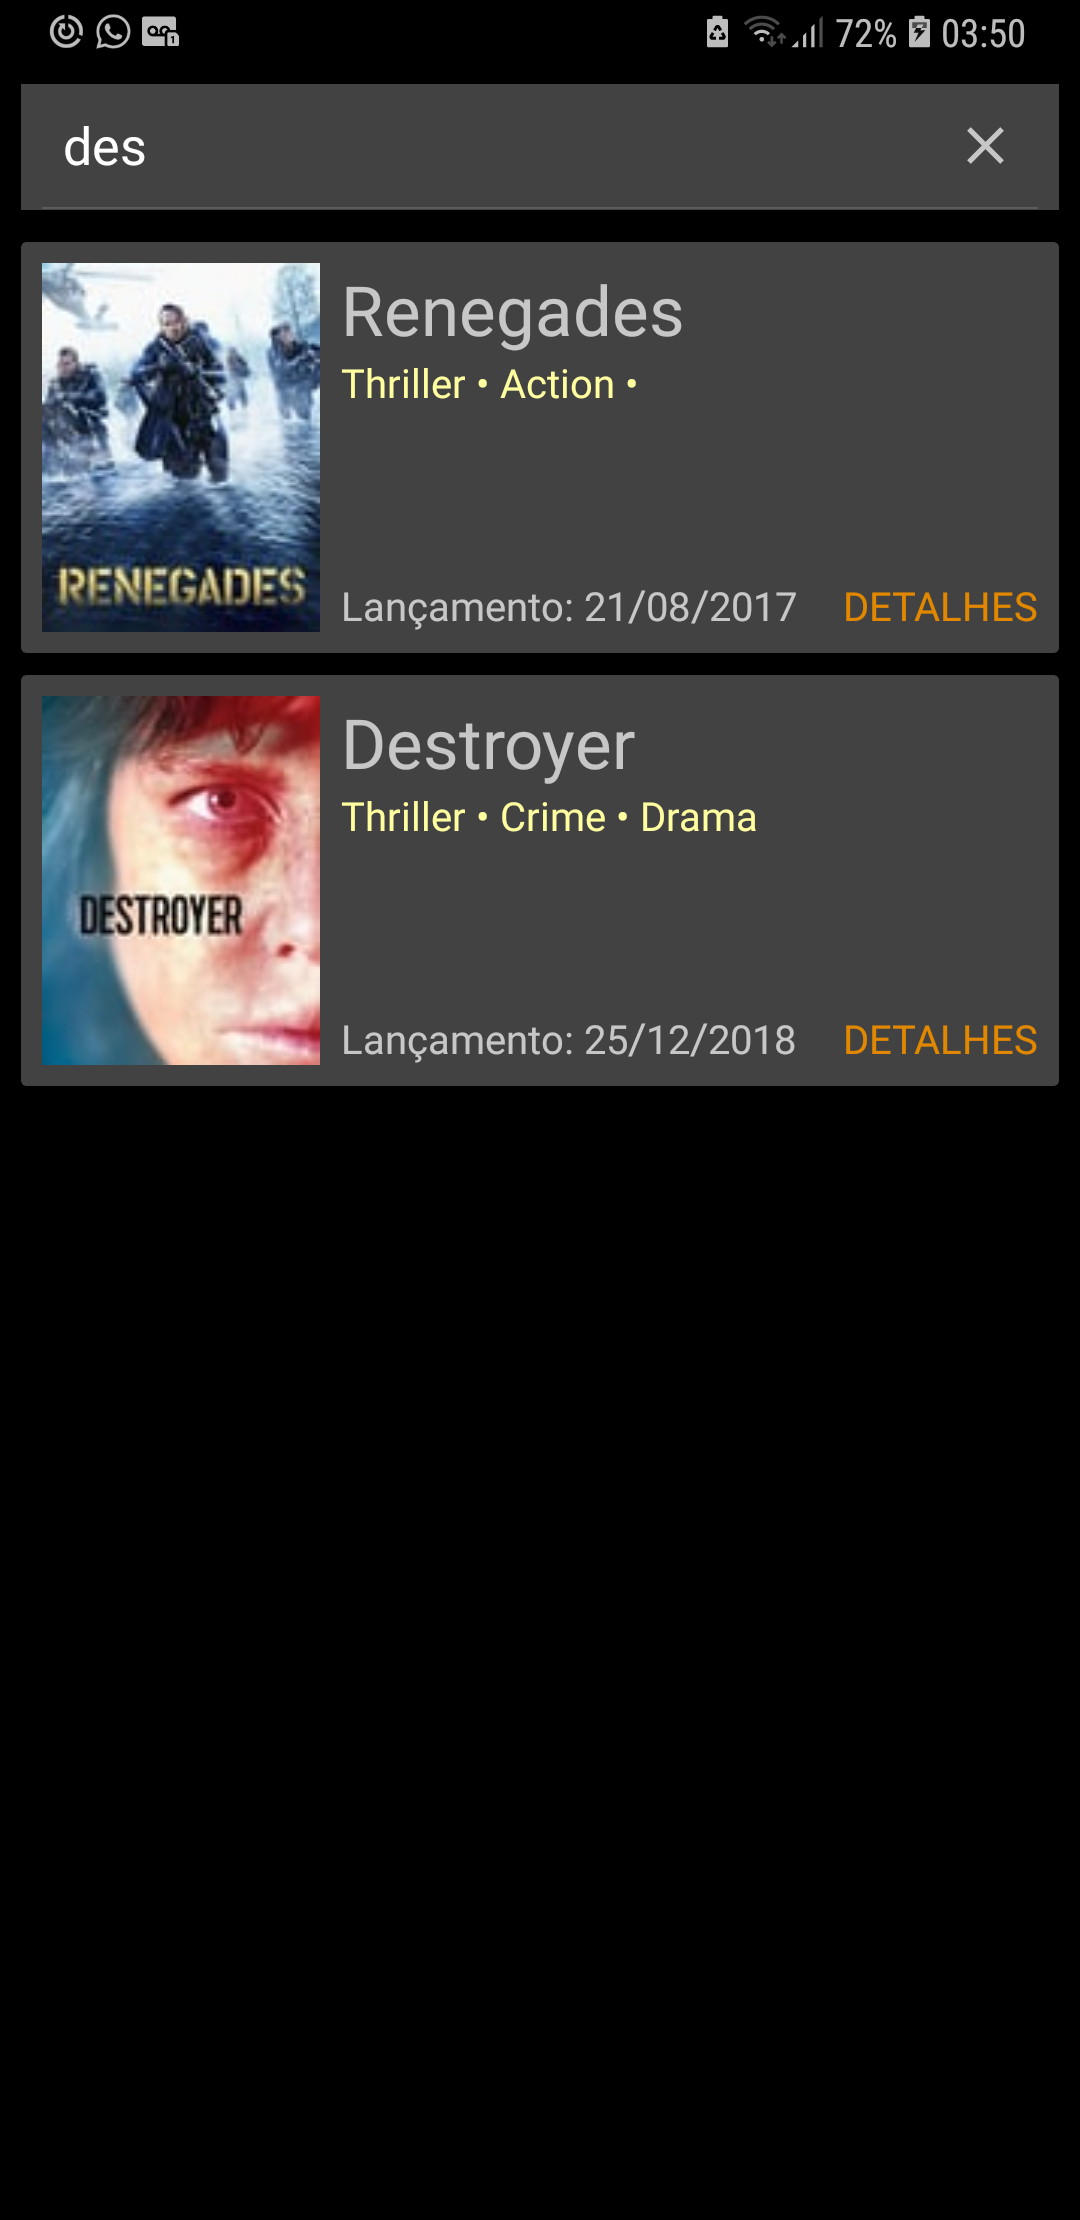 72% 03:50
des
Renegades
Thriller • Action •
RENEGADES
Lançamento: 21/08/2017 DETALHES
Destroyer
Thriller • Crime • Drama
DESTROYER
Lançamento: 25/12/2018 DETALHES